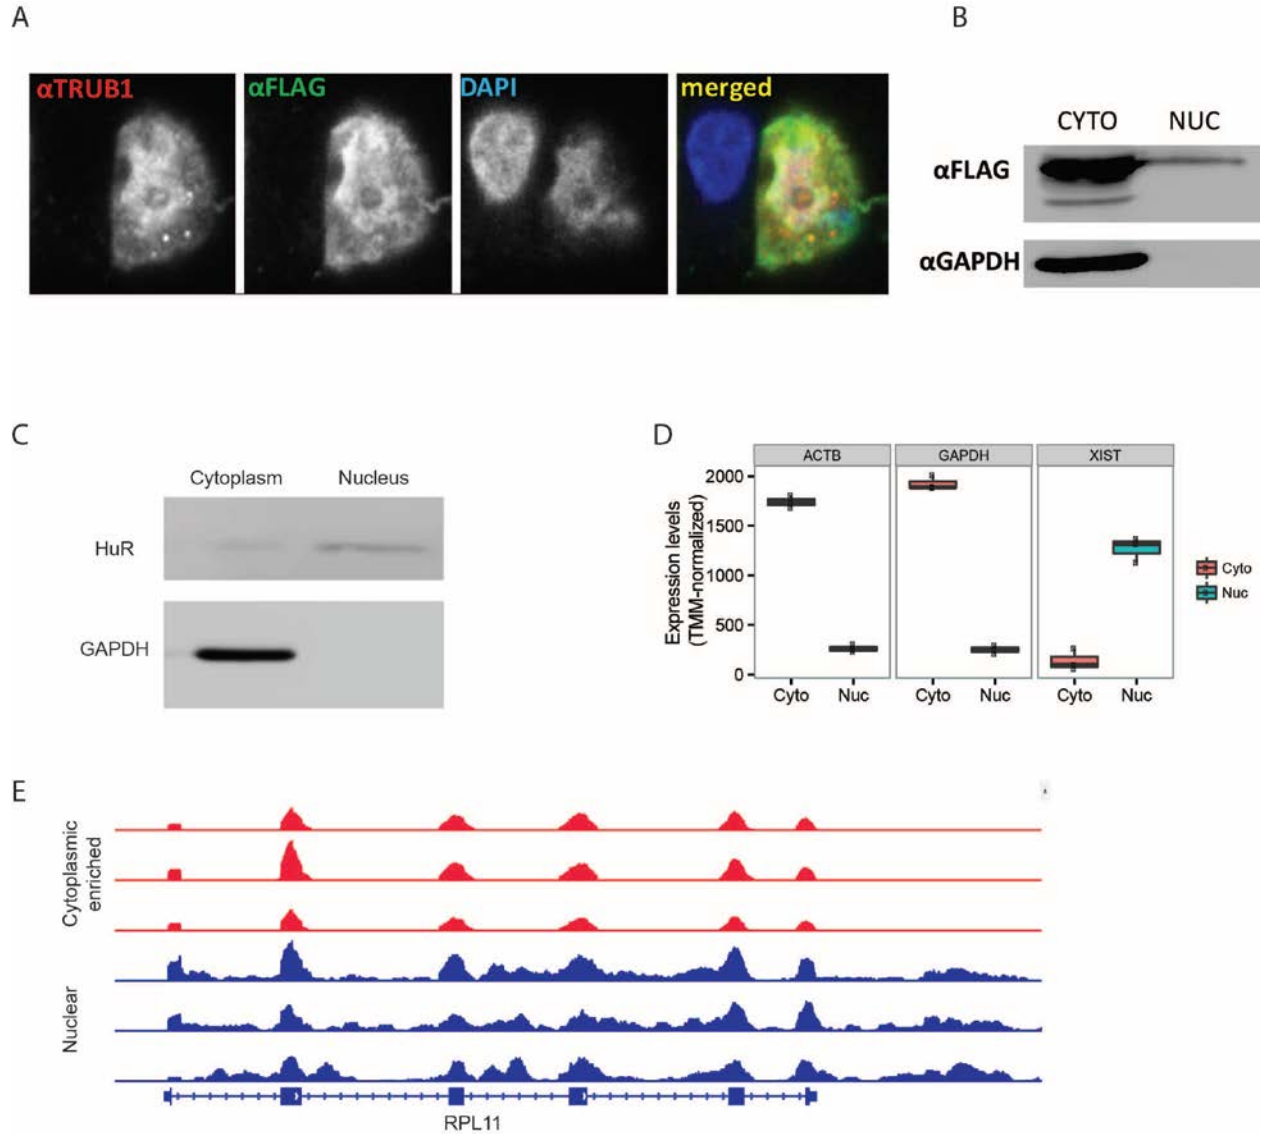 A
B
αTRUB1
αFLAG
DAPI
merged
CYTO NUC
αFLAG
αGAPDH
C
Cytoplasm Nucleus
HuR
GAPDH
D
ACTB GAPDH XIST
Expression levels
(TMM-normalized)
2000
1500
1000
500
0
Cyto Nuc Cyto Nuc Cyto Nuc
Cyto
Nuc
E
Cytoplasmic
enriched
Nuclear
RPL11